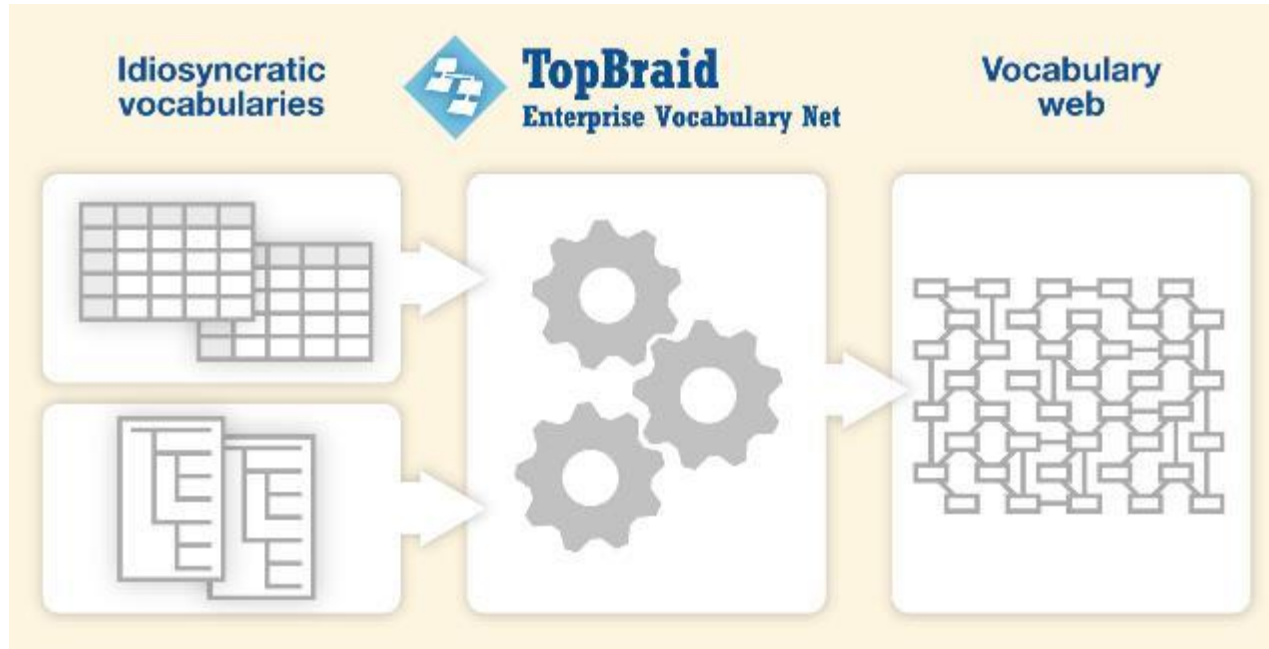 Idiosyncratic
vocabularies
TopBraid
Enterprise Vocabulary Net
Vocabulary
web